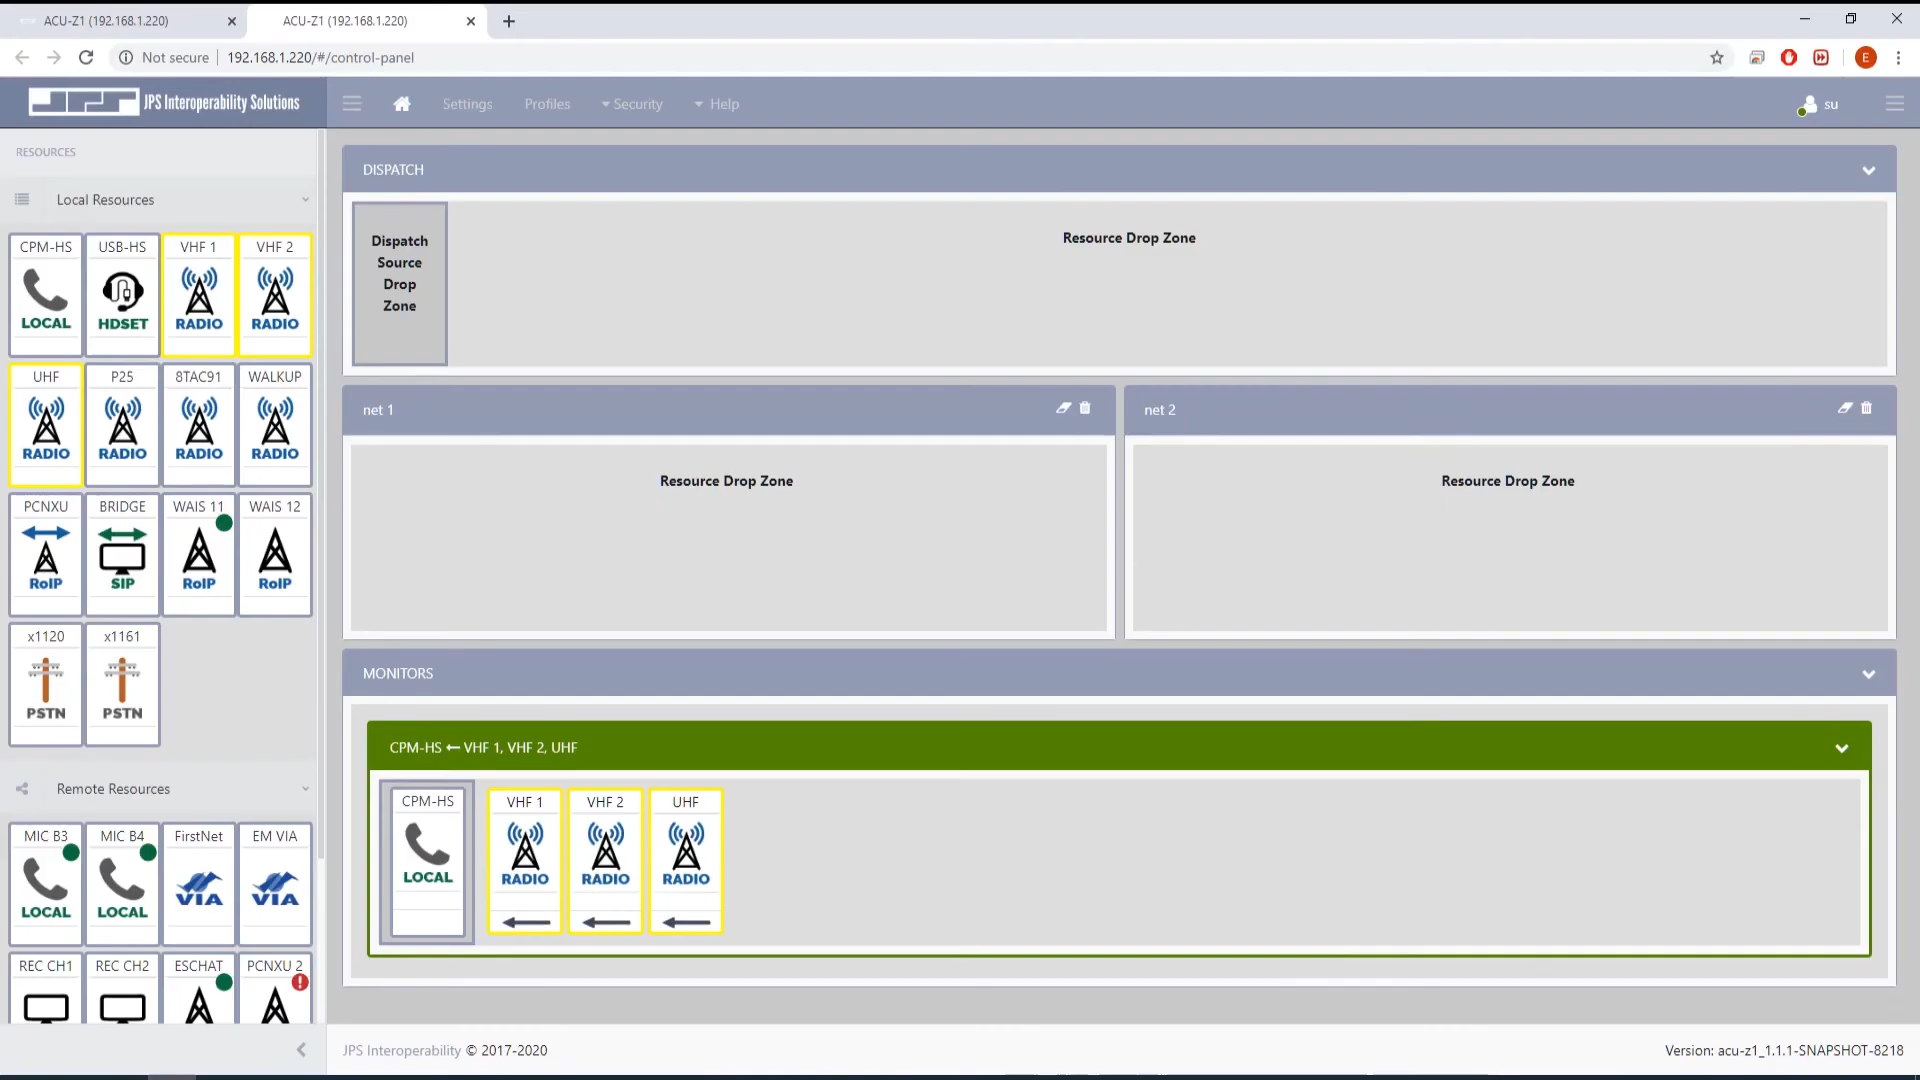 ACU-Z1 (192.168.1.220)
ACU-Z1 (192.168.1.220)
Not secure
192.168.1.220/#/control-panel
E
JPS Interoperability Solutions
Settings
Profiles
Security
Help
su
RESOURCES
Local Resources
CPM-HS USB-HS VHF 1 VHF 2
LOCAL HDSET RADIO RADIO
UHF P25 8TAC91 WALKUP
RADIO RADIO RADIO RADIO
PCNXU BRIDGE WAIS 11 WAIS 12
RoIP SIP RoIP RoIP
x1120 x1161
PSTN PSTN
Remote Resources
MIC B3 MIC B4 FirstNet EM VIA
LOCAL LOCAL VIA VIA
REC CH1 REC CH2 ESCHAT PCNXU 2
DISPATCH
Dispatch
Source
Drop
Zone
Resource Drop Zone
net 1
Resource Drop Zone
net 2
Resource Drop Zone
MONITORS
CPM-HS ← VHF 1, VHF 2, UHF
CPM-HS VHF 1 VHF 2 UHF
LOCAL RADIO RADIO RADIO
JPS Interoperability © 2017-2020
Version: acu-z1_1.1.1-SNAPSHOT-8218